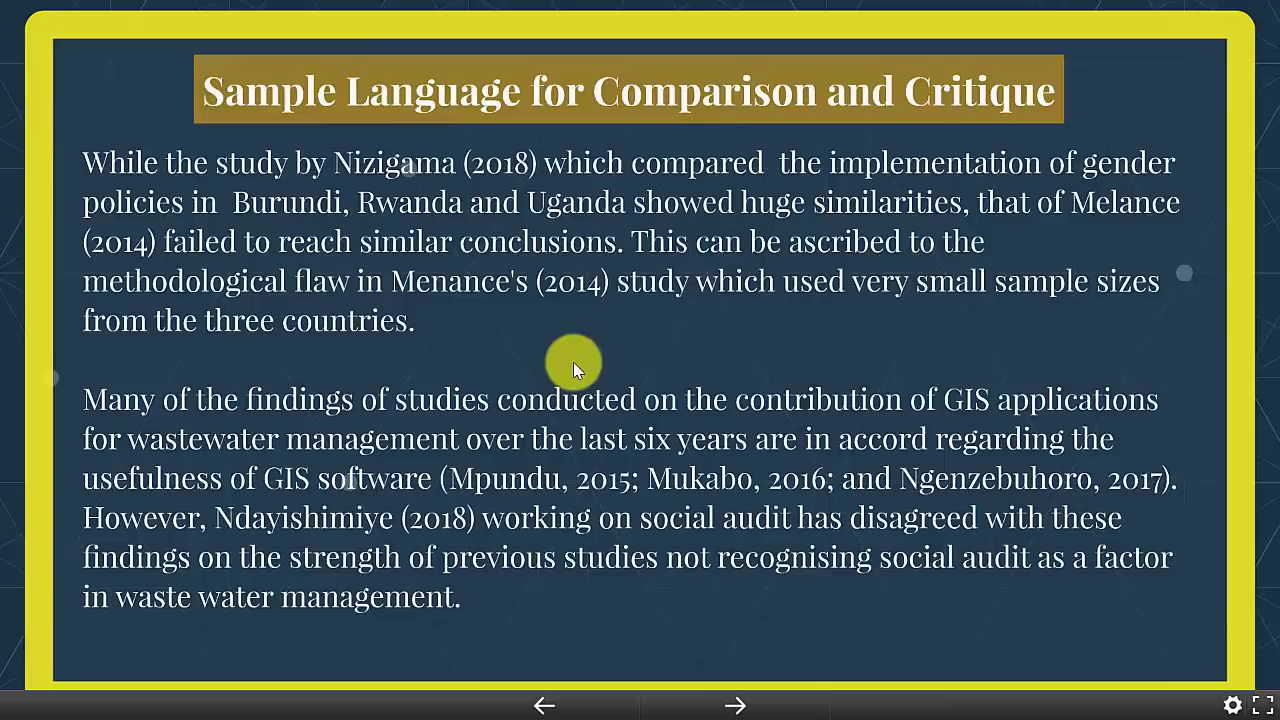 Sample Language for Comparison and Critique
While the study by Nizigama (2018) which compared  the implementation of gender
policies in  Burundi, Rwanda and Uganda showed huge similarities, that of Melance
(2014) failed to reach similar conclusions. This can be ascribed to the
methodological flaw in Menance's (2014) study which used very small sample sizes
from the three countries.
Many of the findings of studies conducted on the contribution of GIS applications
for wastewater management over the last six years are in accord regarding the
usefulness of GIS software (Mpundu, 2015; Mukabo, 2016; and Ngenzebuhoro, 2017).
However, Ndayishimiye (2018) working on social audit has disagreed with these
findings on the strength of previous studies not recognising social audit as a factor
in waste water management.